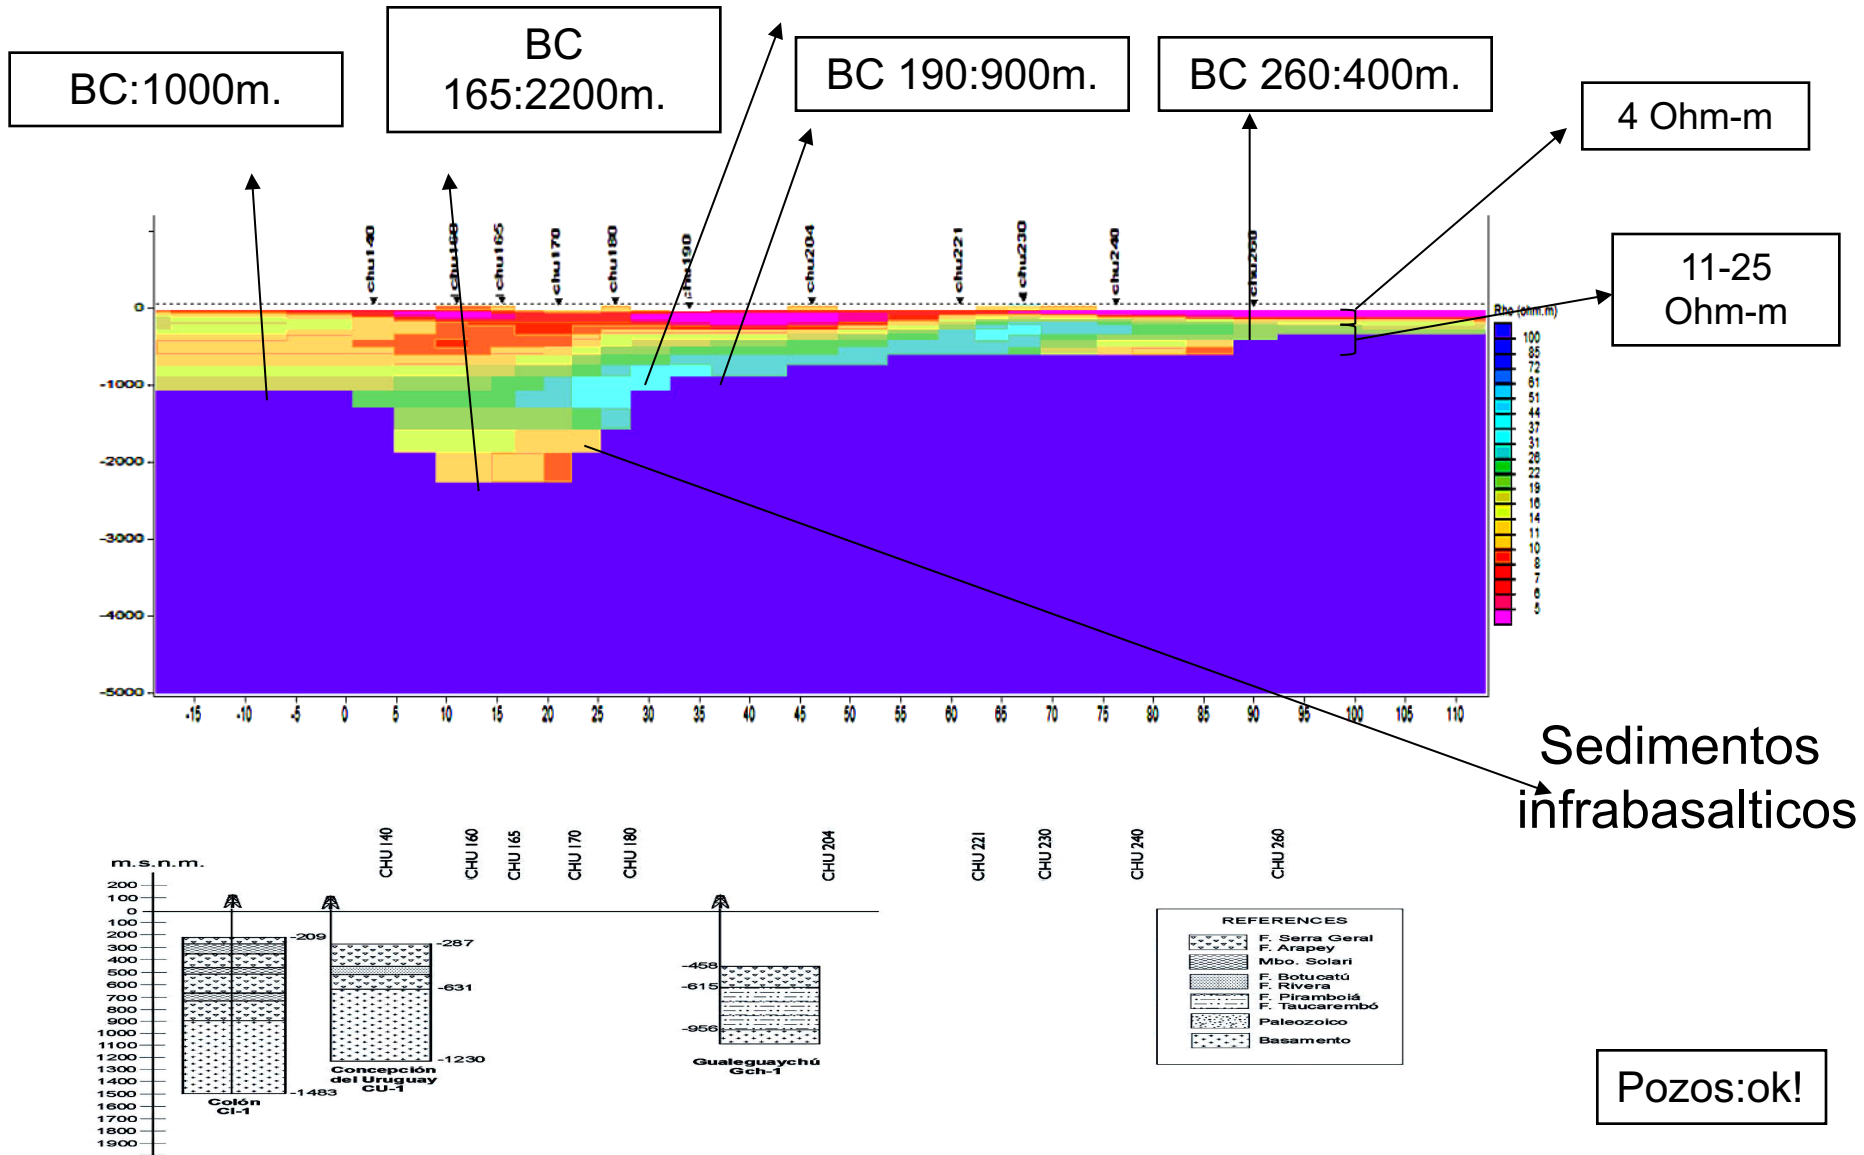 BC:1000m.
BC
165:2200m.
BC 190:900m.
BC 260:400m.
4 Ohm-m
11-25
Ohm-m
chu140
chu160
chu165
chu170
chu180
chu190
chu204
chu221
chu230
chu240
chu260
0
-1000
-2000
-3000
-4000
-5000
-15
-10
-5
0
5
10
15
20
25
30
35
40
45
50
55
60
65
70
75
80
85
90
95
100
105
110
Rho (ohm.m)
100
85
72
61
51
44
37
31
26
22
19
16
14
11
10
8
7
6
5
Sedimentos
infrabasalticos
CHU 140
CHU 160
CHU 165
CHU 170
CHU 180
CHU 204
CHU 221
CHU 230
CHU 240
CHU 260
m.s.n.m.
200
100
0
100
200
300
400
500
600
700
800
900
1000
1100
1200
1300
1400
1500
1600
1700
1800
1900
-209
-1483
Colón
Cl-1
-287
-631
-1230
Concepción
del Uruguay
CU-1
-458
-615
-956
Gualeguaychú
Gch-1
REFERENCES
F. Serra Geral
F. Arapey
Mbo. Solari
F. Botucatú
F. Rivera
F. Piramboiá
F. Taucarembó
Paleozoico
Basamento
Pozos:ok!